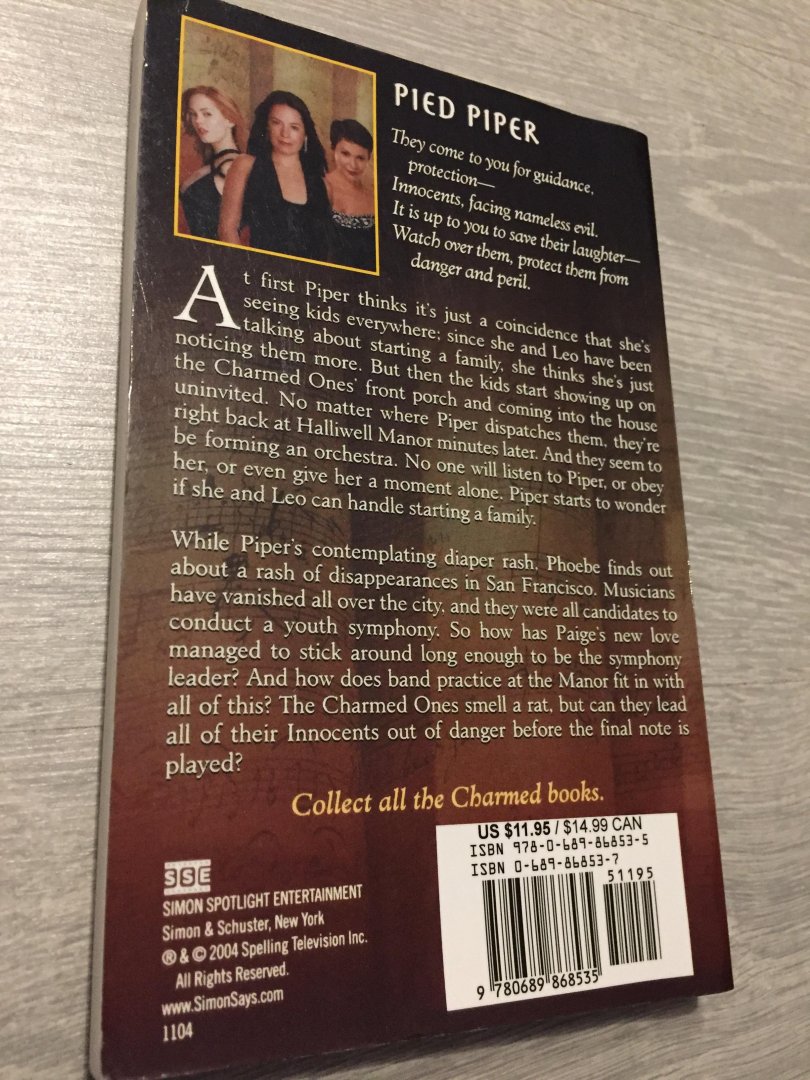 PIED PIPER
They come to you for guidance,
protection—
Innocents, facing nameless evil.
It is up to you to save their laughter—
Watch over them, protect them from
danger and peril.
At first Piper thinks it's just a coincidence that she's
seeing kids everywhere; since she and Leo have been
talking about starting a family, she thinks she's just
noticing them more. But then the kids start showing up on
the Charmed Ones' front porch and coming into the house
uninvited. No matter where Piper dispatches them, they're
right back at Halliwell Manor minutes later. And they seem to
be forming an orchestra. No one will listen to Piper, or obey
her, or even give her a moment alone. Piper starts to wonder
if she and Leo can handle starting a family.
While Piper's contemplating diaper rash, Phoebe finds out
about a rash of disappearances in San Francisco. Musicians
have vanished all over the city, and they were all candidates to
conduct a youth symphony. So how has Paige's new love
managed to stick around long enough to be the symphony
leader? And how does band practice at the Manor fit in with
all of this? The Charmed Ones smell a rat, but can they lead
all of their Innocents out of danger before the final note is
played?
Collect all the Charmed books.
US $11.95 / $14.99 CAN
ISBN 978-0-689-86853-5
ISBN 0-689-86853-7
51195
9 780689 868535
SSE
SIMON SPOTLIGHT ENTERTAINMENT
Simon & Schuster, New York
® & © 2004 Spelling Television Inc.
All Rights Reserved.
www.SimonSays.com
1104